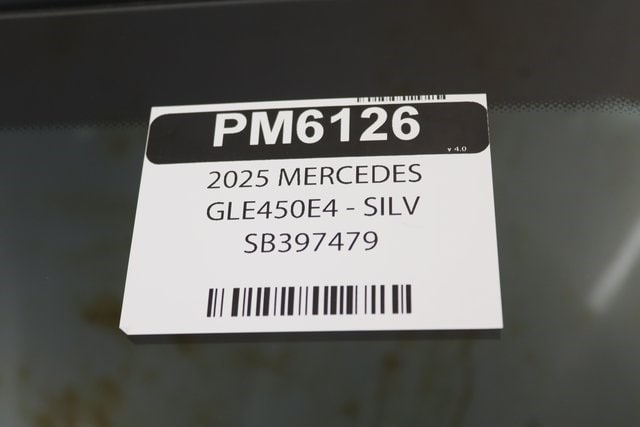 PM6126
v 4.0
2025 MERCEDES
GLE450E4 - SILV
SB397479